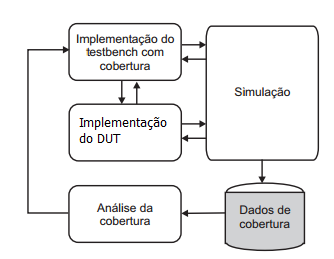 Implementação do
testbench com
cobertura
Simulação
Implementação
do DUT
Análise da
cobertura
Dados de
cobertura